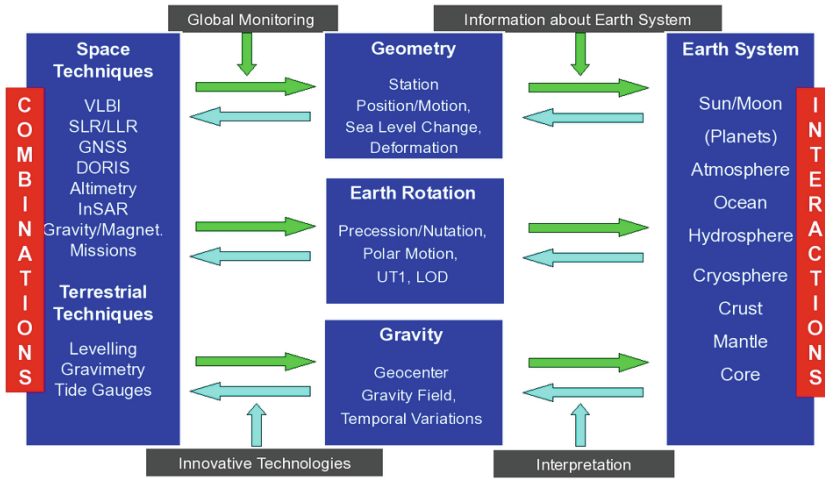 Global Monitoring
Information about Earth System
COMBINATIONS
Space
Techniques
VLBI
SLR/LLR
GNSS
DORIS
Altimetry
InSAR
Gravity/Magnet.
Missions
Terrestrial
Techniques
Levelling
Gravimetry
Tide Gauges
Geometry
Station
Position/Motion,
Sea Level Change,
Deformation
Earth Rotation
Precession/Nutation,
Polar Motion,
UT1, LOD
Gravity
Geocenter
Gravity Field,
Temporal Variations
Earth System
Sun/Moon
(Planets)
Atmosphere
Ocean
Hydrosphere
Cryosphere
Crust
Mantle
Core
INTERACTIONS
Innovative Technologies
Interpretation